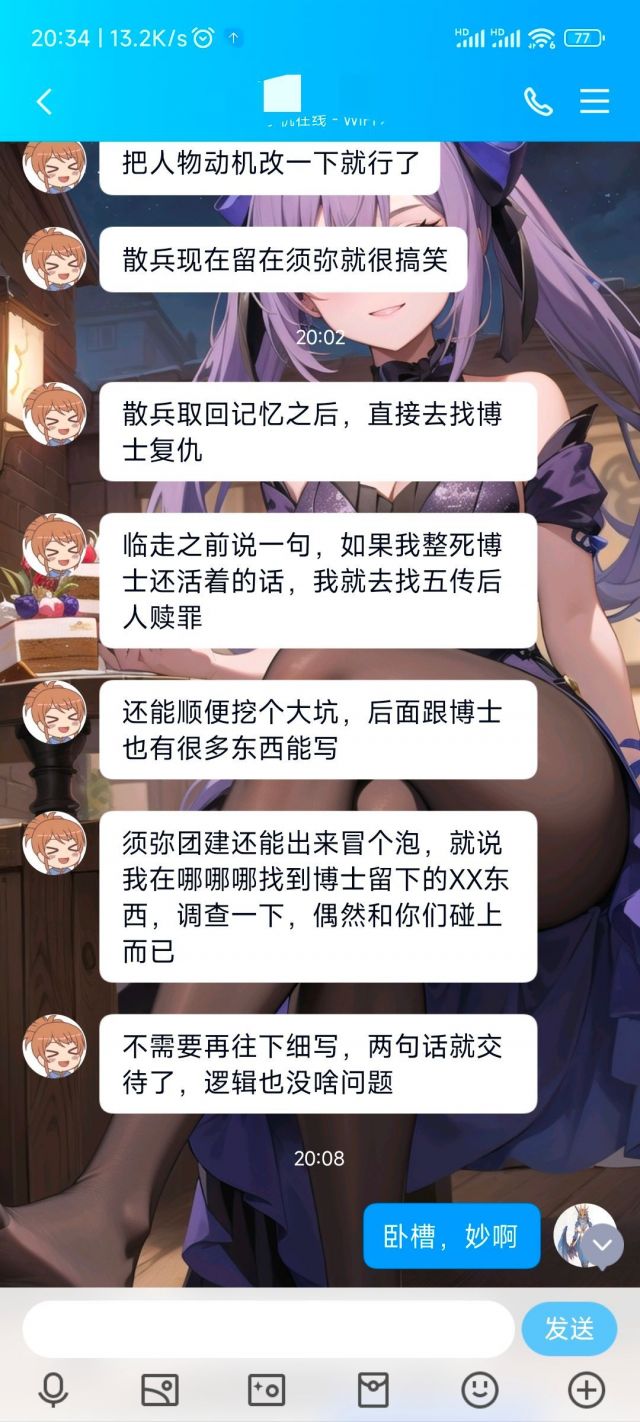 20:34 | 13.2K/s
HD HD 6 77
把人物动机改一下就行了
散兵现在留在须弥就很搞笑
20:02
散兵取回记忆之后，直接去找博
士复仇
临走之前说一句，如果我整死博
士还活着的话，我就去找五传后
人赎罪
还能顺便挖个大坑，后面跟博士
也有很多东西能写
须弥团建还能出来冒个泡，就说
我在哪哪哪找到博士留下的XX东
西，调查一下，偶然和你们碰上
而已
不需要再往下细写，两句话就交
待了，逻辑也没啥问题
20:08
卧槽，妙啊
发送